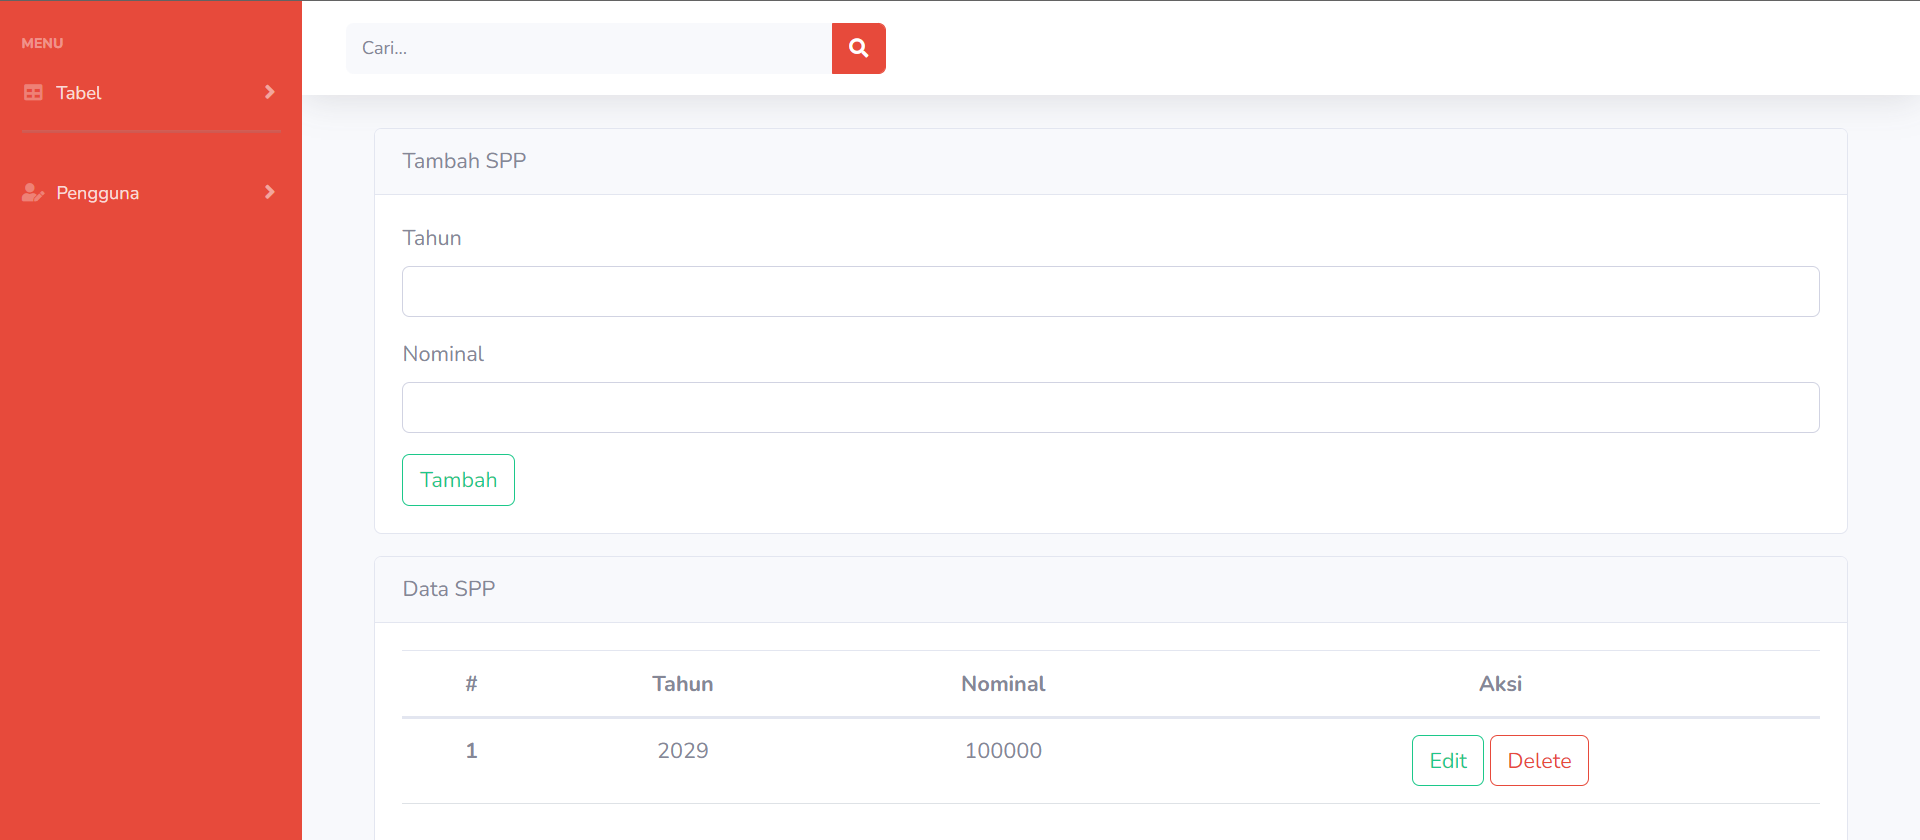 MENU
Tabel
Pengguna
Cari...
Tambah SPP
Tahun
Nominal
Tambah
Data SPP
# Tahun Nominal Aksi
1 2029 100000 Edit Delete